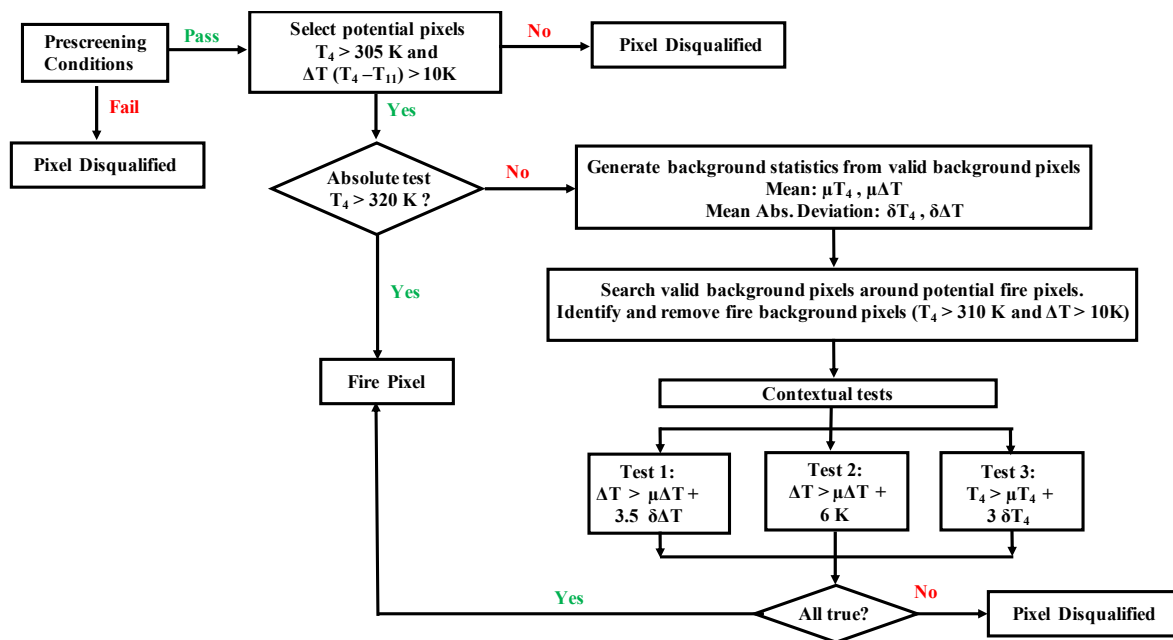 Prescreening
Conditions
Pass
Select potential pixels
T₄ > 305 K and
ΔT (T₄ –T₁₁) > 10K
No
Pixel Disqualified
Fail
Pixel Disqualified
Yes
Absolute test
T₄ > 320 K ?
No
Generate background statistics from valid background pixels
Mean: μT₄ , μΔT
Mean Abs. Deviation: δT₄ , δΔT
Yes
Search valid background pixels around potential fire pixels.
Identify and remove fire background pixels (T₄ > 310 K and ΔT > 10K)
Fire Pixel
Contextual tests
Test 1:
ΔT > μΔT +
3.5 δΔT
Test 2:
ΔT > μΔT +
6 K
Test 3:
T₄ > μT₄ +
3 δT₄
Yes
All true?
No
Pixel Disqualified